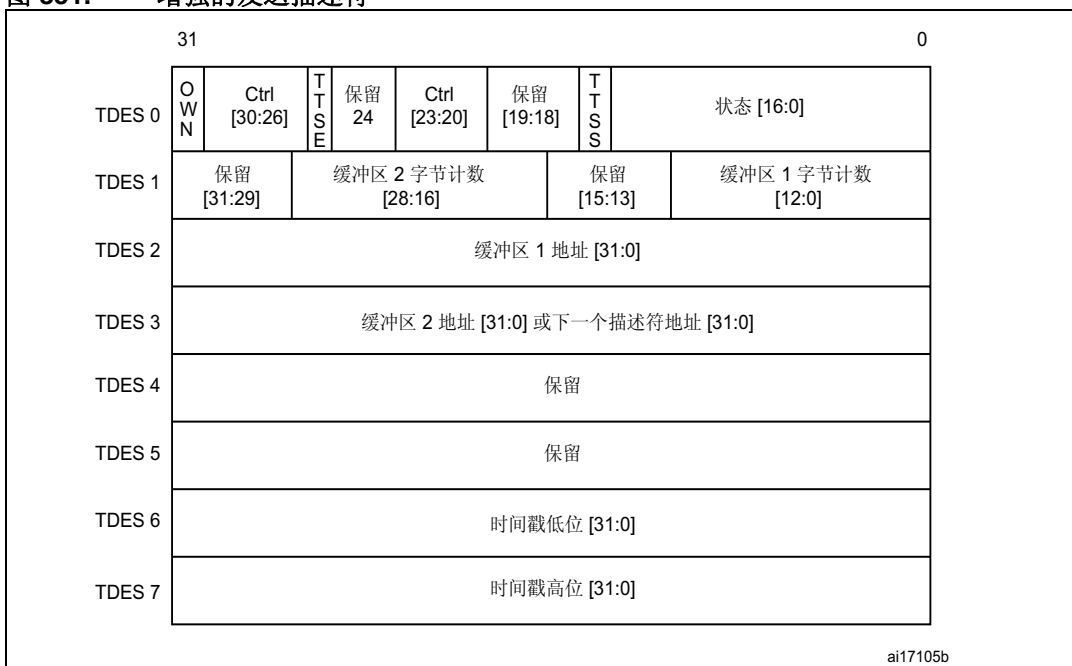 31 0
TDES 0
OWN
Ctrl
[30:26]
TTSE
保留
24
Ctrl
[23:20]
保留
[19:18]
TTSS
状态 [16:0]
TDES 1
保留
[31:29]
缓冲区 2 字节计数
[28:16]
保留
[15:13]
缓冲区 1 字节计数
[12:0]
TDES 2
缓冲区 1 地址 [31:0]
TDES 3
缓冲区 2 地址 [31:0] 或下一个描述符地址 [31:0]
TDES 4
保留
TDES 5
保留
TDES 6
时间戳低位 [31:0]
TDES 7
时间戳高位 [31:0]
ai17105b